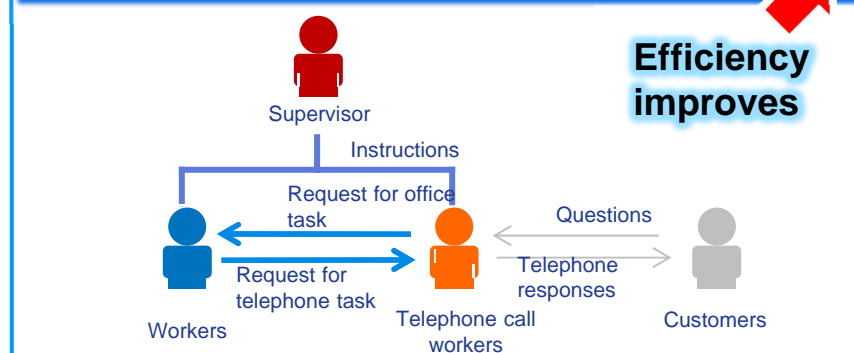 Efficiency
improves
Supervisor
Instructions
Request for office
task
Questions
Request for
telephone task
Telephone
responses
Workers
Telephone call
workers
Customers